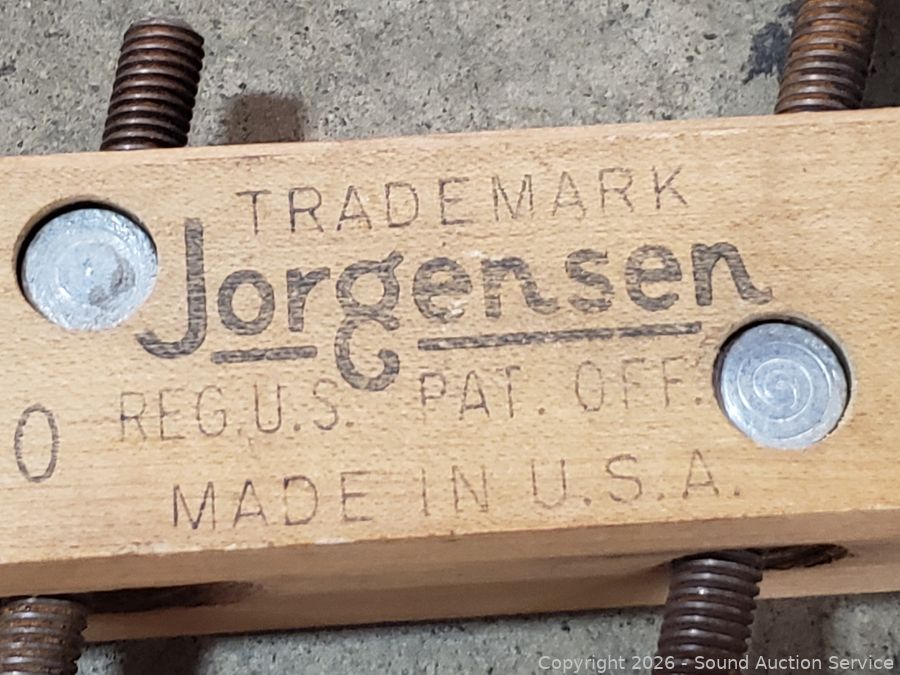 TRADEMARK
Jorgensen
REG. U.S. PAT. OFF.
0
MADE IN U.S.A.
Copyright © 2026 - Sound Auction Service